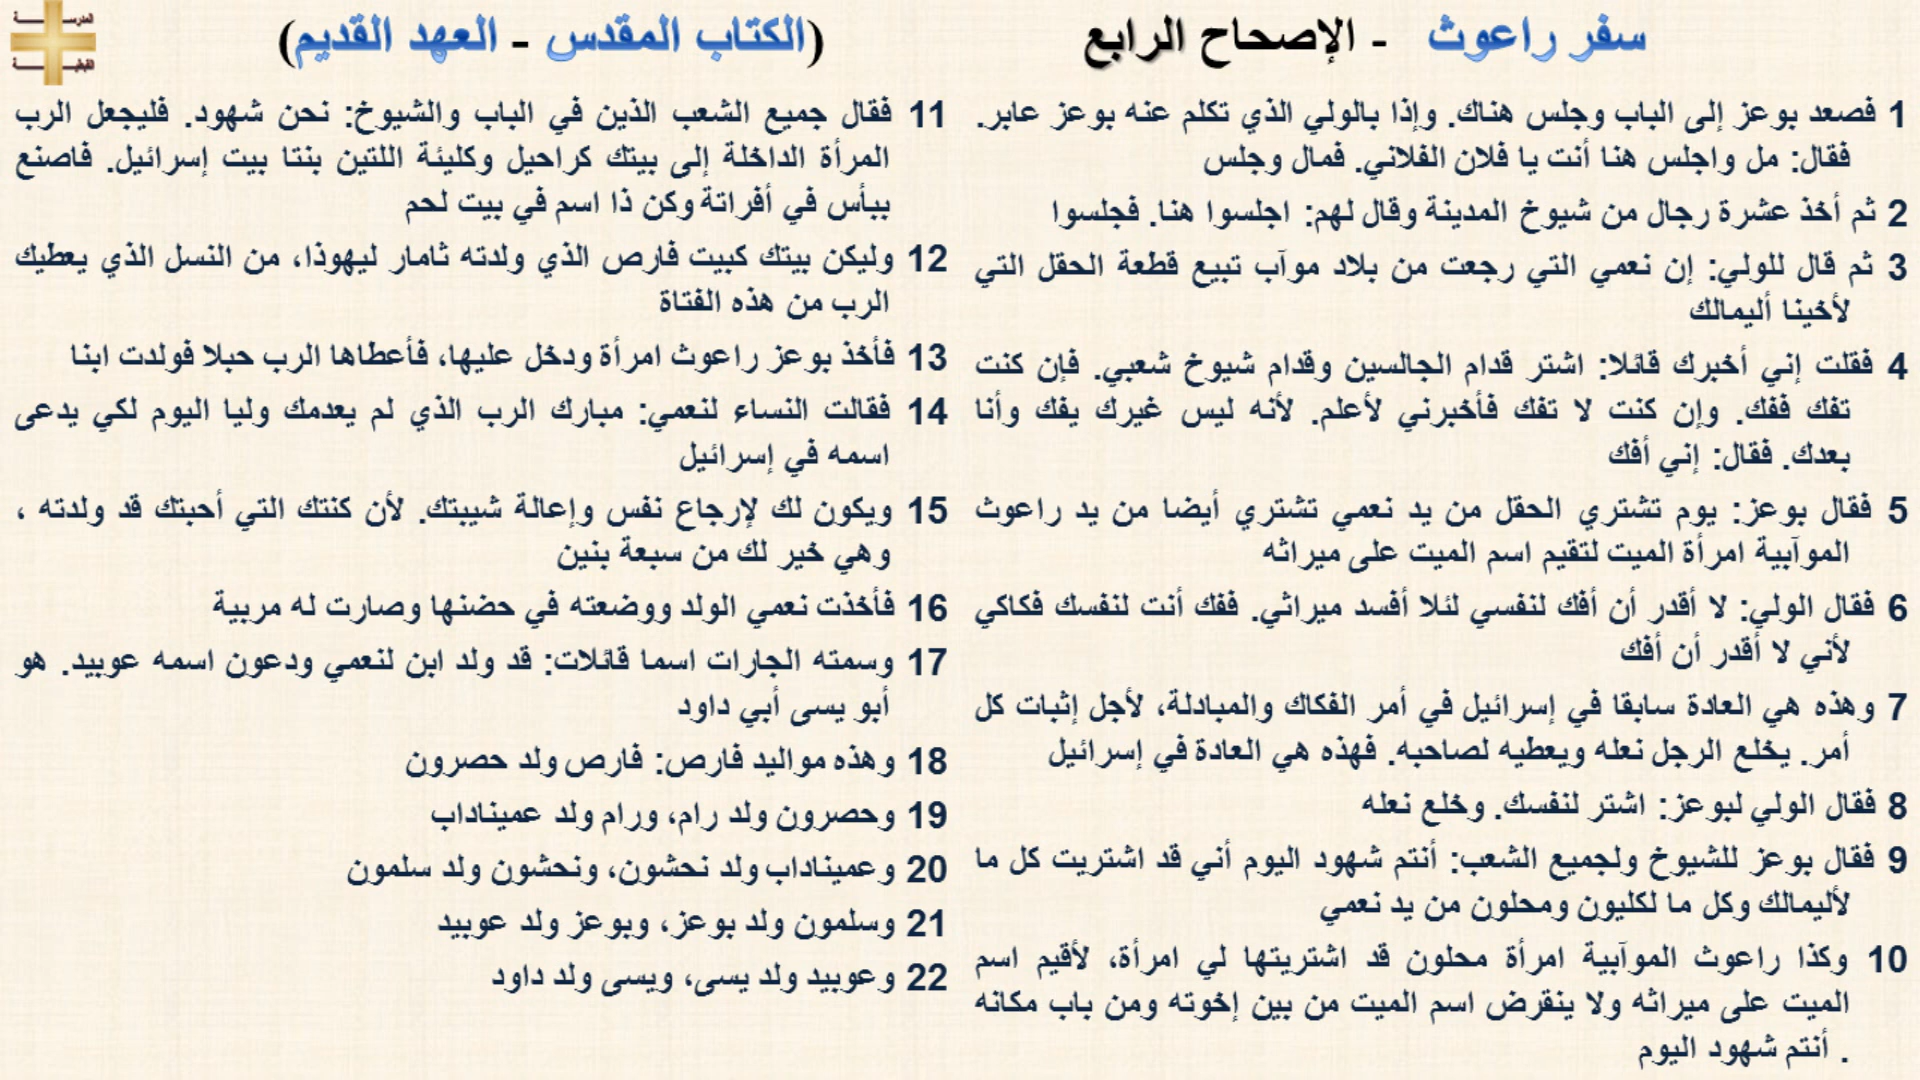 سفر راعوث - الإصحاح الرابع (الكتاب المقدس - العهد القديم)
1 فصعد بوعز إلى الباب وجلس هناك. وإذا بالولي الذي تكلم عنه بوعز عابر.
فقال: مل واجلس هنا أنت يا فلان الفلاني. فمال وجلس
2 ثم أخذ عشرة رجال من شيوخ المدينة وقال لهم: اجلسوا هنا. فجلسوا
3 ثم قال للولي: إن نعمي التي رجعت من بلاد موآب تبيع قطعة الحقل التي
لأخينا أليمالك
4 فقلت إني أخبرك قائلا: اشتر قدام الجالسين وقدام شيوخ شعبي. فإن كنت
تفك ففك. وإن كنت لا تفك فأخبرني لأعلم. لأنه ليس غيرك يفك وأنا
بعدك. فقال: إني أفك
5 فقال بوعز: يوم تشتري الحقل من يد نعمي تشتري أيضا من يد راعوث
الموآبية امرأة الميت لتقيم اسم الميت على ميراثه
6 فقال الولي: لا أقدر أن أفك لنفسي لئلا أفسد ميراثي. ففك أنت لنفسك فكاكي
لأني لا أقدر أن أفك
7 وهذه هي العادة سابقا في إسرائيل في أمر الفكاك والمبادلة، لأجل إثبات كل
أمر. يخلع الرجل نعله ويعطيه لصاحبه. فهذه هي العادة في إسرائيل
8 فقال الولي لبوعز: اشتر لنفسك. وخلع نعله
9 فقال بوعز للشيوخ ولجميع الشعب: أنتم شهود اليوم أني قد اشتريت كل ما
لأليمالك وكل ما لكليون ومحلون من يد نعمي
10 وكذا راعوث الموآبية امرأة محلون قد اشتريتها لي امرأة، لأقيم اسم
الميت على ميراثه ولا ينقرض اسم الميت من بين إخوته ومن باب مكانه
. أنتم شهود اليوم
11 فقال جميع الشعب الذين في الباب والشيوخ: نحن شهود. فليجعل الرب
المرأة الداخلة إلى بيتك كراحيل وكليئة اللتين بنتا بيت إسرائيل. فاصنع
ببأس في أفراتة وكن ذا اسم في بيت لحم
12 وليكن بيتك كبيت فارص الذي ولدته ثامار ليهوذا، من النسل الذي يعطيك
الرب من هذه الفتاة
13 فأخذ بوعز راعوث امرأة ودخل عليها، فأعطاها الرب حبلا فولدت ابنا
14 فقالت النساء لنعمي: مبارك الرب الذي لم يعدمك وليا اليوم لكي يدعى
اسمه في إسرائيل
15 ويكون لك لإرجاع نفس وإعالة شيبتك. لأن كنتك التي أحبتك قد ولدته ،
وهي خير لك من سبعة بنين
16 فأخذت نعمي الولد ووضعته في حضنها وصارت له مربية
17 وسمته الجارات اسما قائلات: قد ولد ابن لنعمي ودعون اسمه عوبيد. هو
أبو يسى أبي داود
18 وهذه مواليد فارص: فارص ولد حصرون
19 وحصرون ولد رام، ورام ولد عميناداب
20 وعميناداب ولد نحشون، ونحشون ولد سلمون
21 وسلمون ولد بوعز، وبوعز ولد عوبيد
22 وعوبيد ولد يسى، ويسى ولد داود